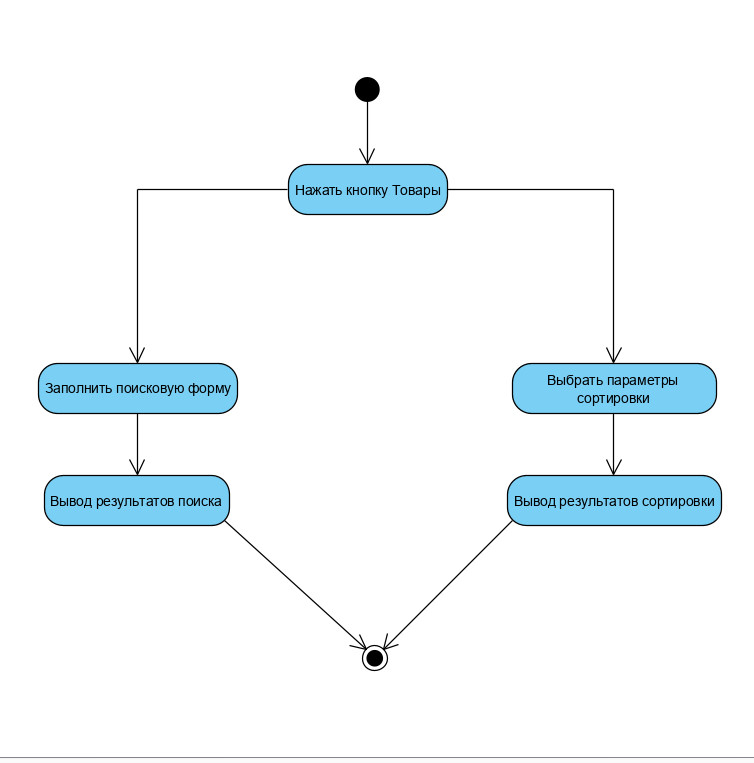 Нажать кнопку Товары
Заполнить поисковую форму
Выбрать параметры
сортировки
Вывод результатов поиска
Вывод результатов сортировки